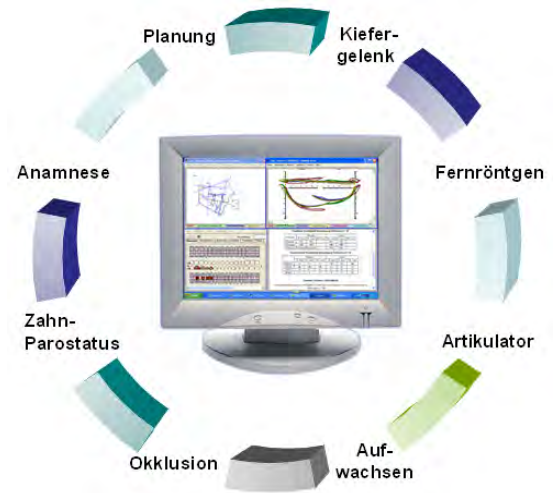 Planung
Kiefer-
gelenk
Anamnese
Fernröntgen
Zahn-
Parostatus
Artikulator
Okklusion
Auf-
wachsen